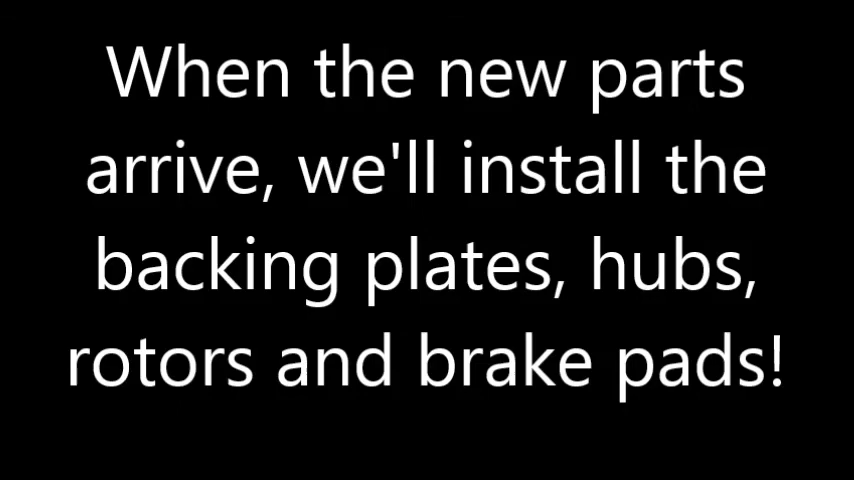 When the new parts
arrive, we'll install the
backing plates, hubs,
rotors and brake pads!